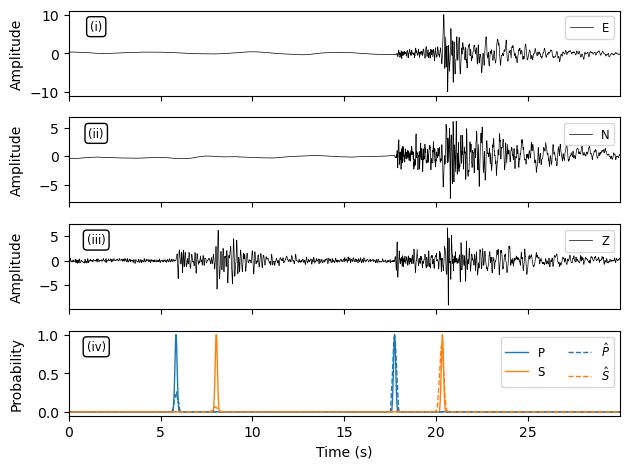 10
0
−10
Amplitude
(i)
E
5
0
−5
Amplitude
(ii)
N
5
0
−5
Amplitude
(iii)
Z
1.0
0.5
0.0
Probability
(iv)
P
S
P̂
Ŝ
0 5 10 15 20 25
Time (s)